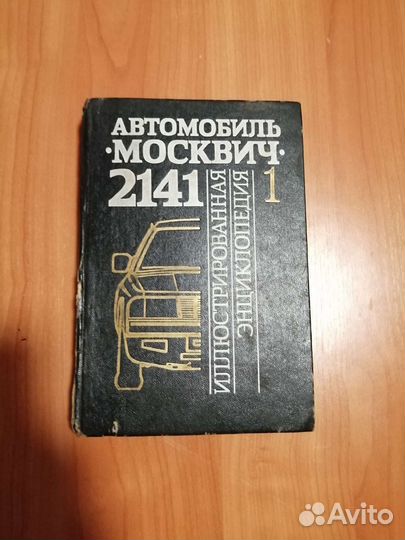 АВТОМОБИЛЬ
·МОСКВИЧ·
2141
ИЛЛЮСТРИРОВАННАЯ
ЭНЦИКЛОПЕДИЯ
1
Avito